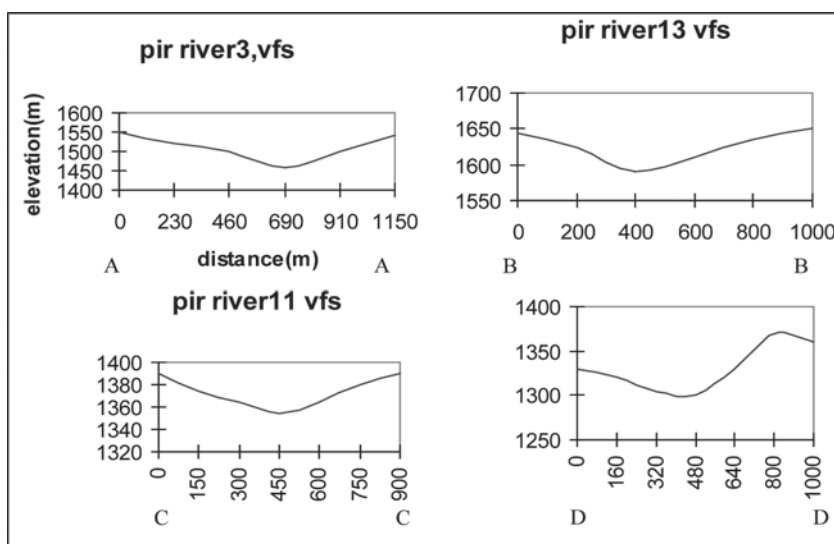 pir river3,vfs
elevation(m)
1600
1550
1500
1450
1400
0 230 460 690 910 1150
distance(m)
A A
pir river13 vfs
1700
1650
1600
1550
0 200 400 600 800 1000
B B
pir river11 vfs
1400
1380
1360
1340
1320
0 150 300 450 600 750 900
C C
1400
1350
1300
1250
0 160 320 480 640 800 1000
D D